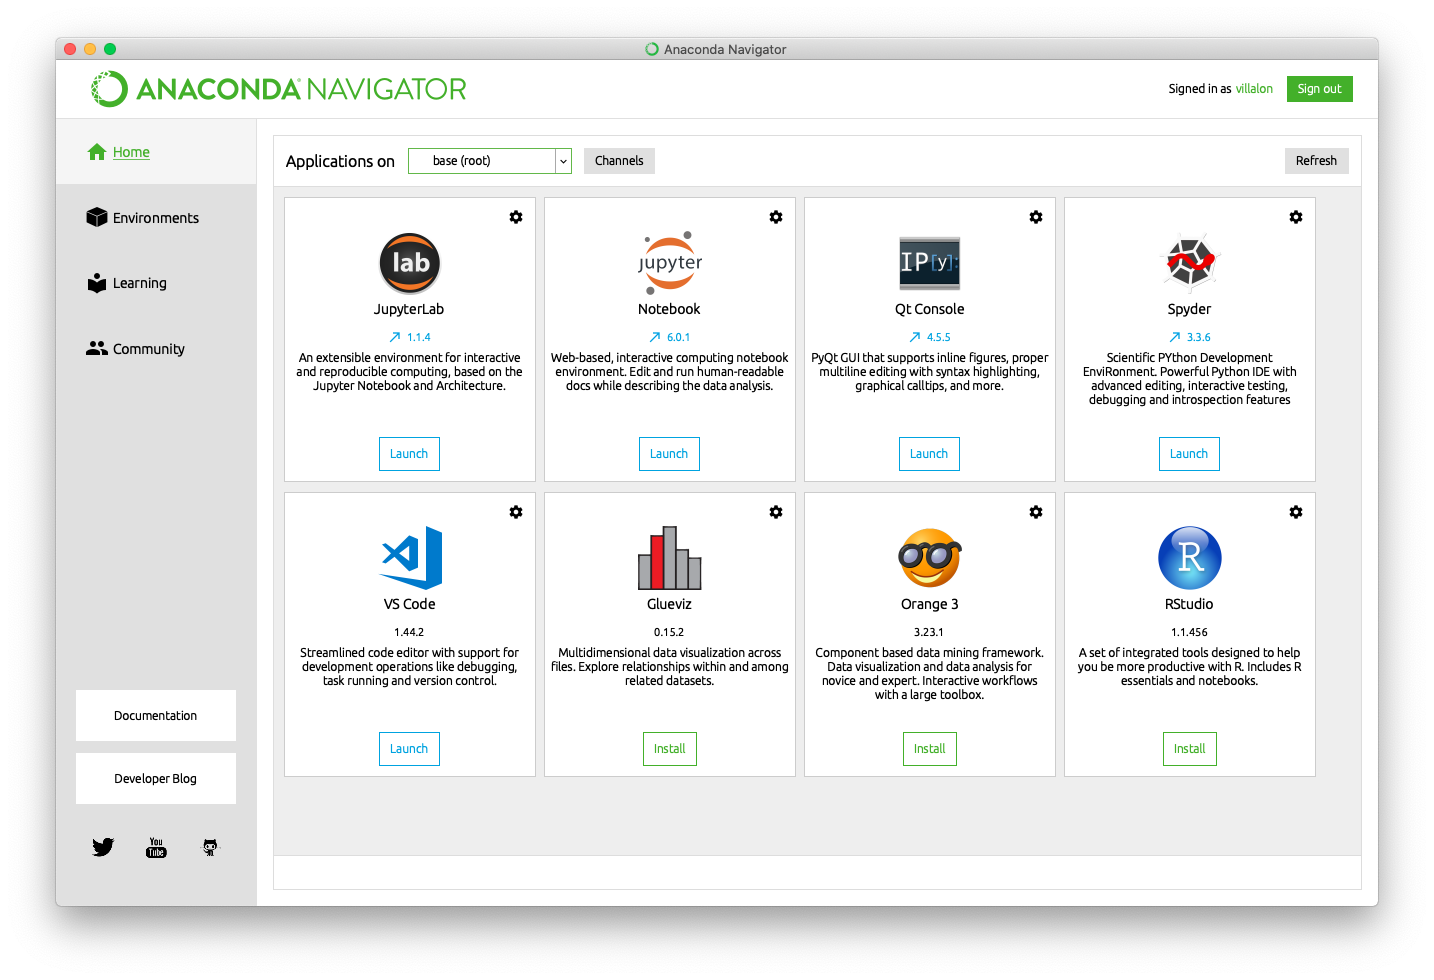 Anaconda Navigator
ANACONDA NAVIGATOR
Signed in as villalon
Sign out
Home
Environments
Learning
Community
Documentation
Developer Blog
You
Tube
Applications on
base (root)
Channels
Refresh
lab
JupyterLab
1.1.4
An extensible environment for interactive
and reproducible computing, based on the
Jupyter Notebook and Architecture.
Launch
jupyter
Notebook
6.0.1
Web-based, interactive computing notebook
environment. Edit and run human-readable
docs while describing the data analysis.
Launch
IP[y]:
Qt Console
4.5.5
PyQt GUI that supports inline figures, proper
multiline editing with syntax highlighting,
graphical calltips, and more.
Launch
Spyder
3.3.6
Scientific PYthon Development
EnviRonment. Powerful Python IDE with
advanced editing, interactive testing,
debugging and introspection features
Launch
VS Code
1.44.2
Streamlined code editor with support for
development operations like debugging,
task running and version control.
Launch
Glueviz
0.15.2
Multidimensional data visualization across
files. Explore relationships within and among
related datasets.
Install
Orange 3
3.23.1
Component based data mining framework.
Data visualization and data analysis for
novice and expert. Interactive workflows
with a large toolbox.
Install
R
RStudio
1.1.456
A set of integrated tools designed to help
you be more productive with R. Includes R
essentials and notebooks.
Install